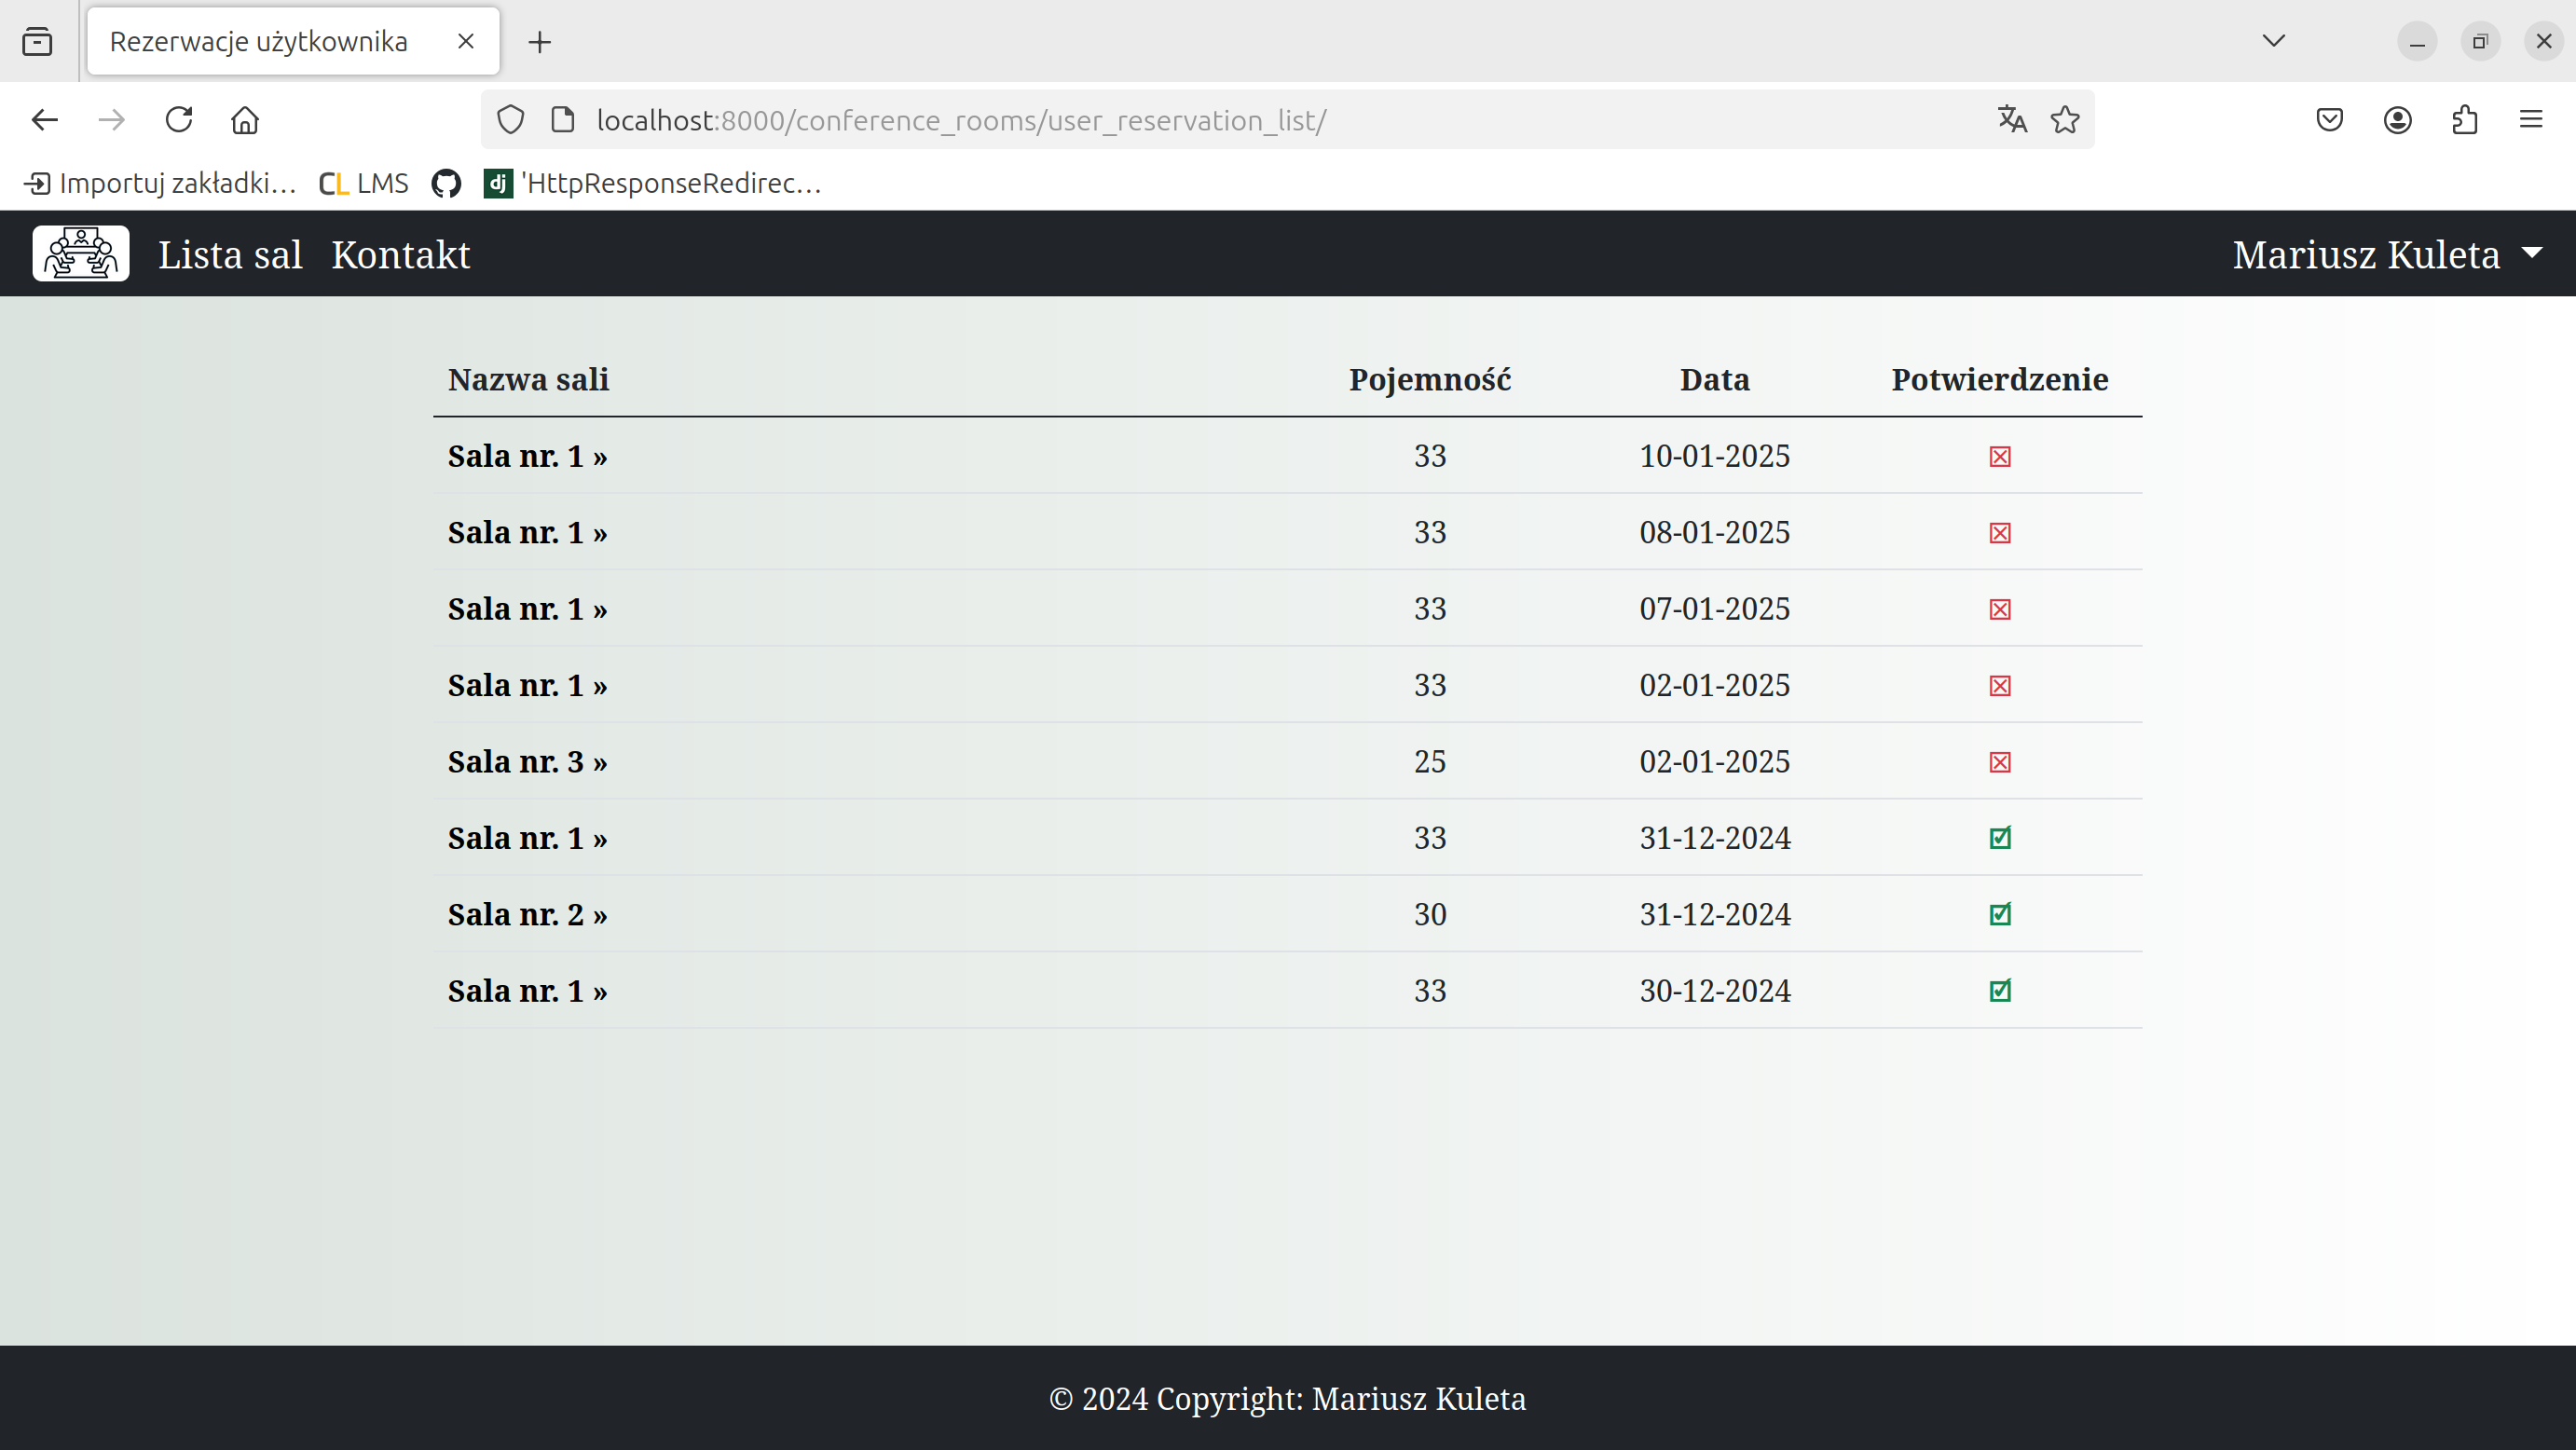 Rezerwacje użytkownika
localhost:8000/conference_rooms/user_reservation_list/
Importuj zakładki… CL LMS dj 'HttpResponseRedirec…
Lista sal Kontakt Mariusz Kuleta
Nazwa sali Pojemność Data Potwierdzenie
Sala nr. 1 » 33 10-01-2025 ☒
Sala nr. 1 » 33 08-01-2025 ☒
Sala nr. 1 » 33 07-01-2025 ☒
Sala nr. 1 » 33 02-01-2025 ☒
Sala nr. 3 » 25 02-01-2025 ☒
Sala nr. 1 » 33 31-12-2024 🗹
Sala nr. 2 » 30 31-12-2024 🗹
Sala nr. 1 » 33 30-12-2024 🗹
© 2024 Copyright: Mariusz Kuleta